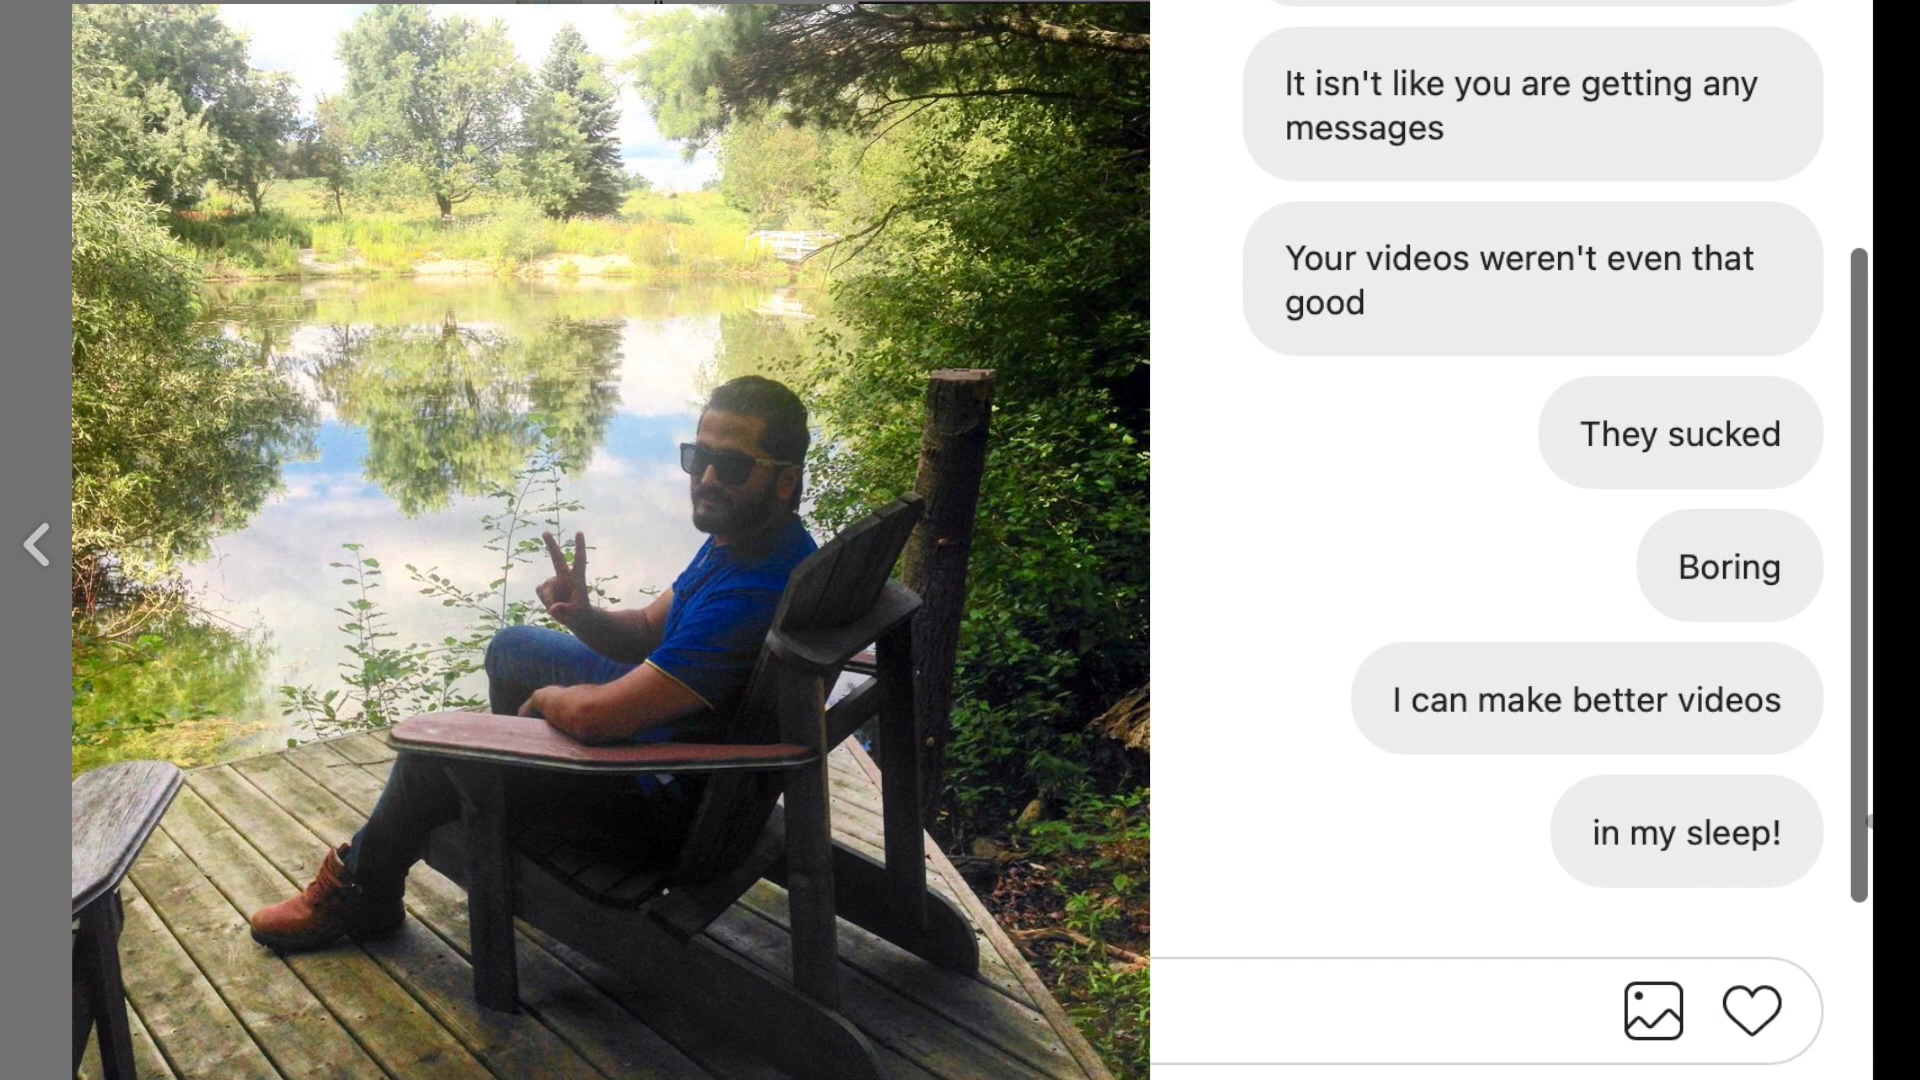 It isn't like you are getting any
messages
Your videos weren't even that
good
They sucked
Boring
I can make better videos
in my sleep!